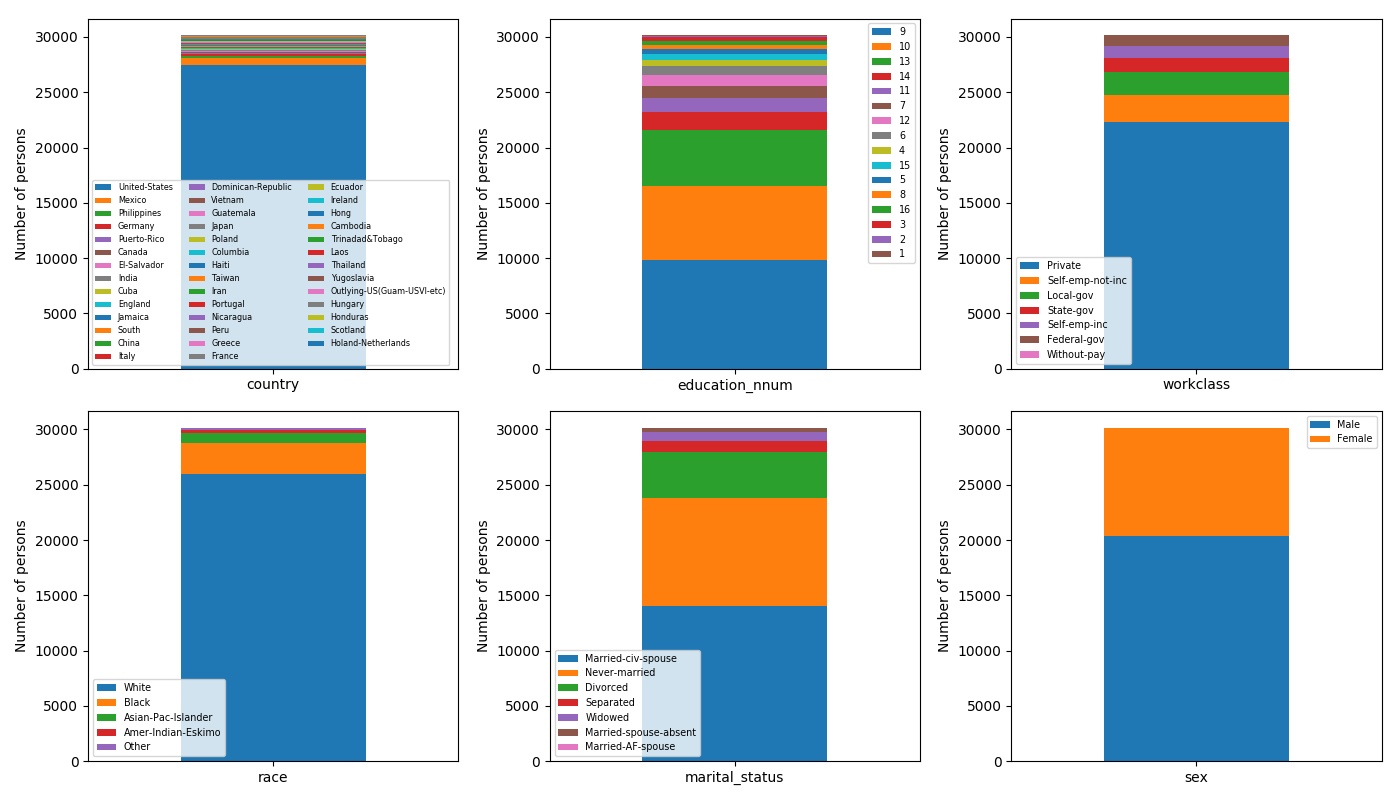 Number of persons
30000
25000
20000
15000
10000
5000
0
United-States
Mexico
Philippines
Germany
Puerto-Rico
Canada
El-Salvador
India
Cuba
England
Jamaica
South
China
Italy
Dominican-Republic
Vietnam
Guatemala
Japan
Poland
Columbia
Haiti
Taiwan
Iran
Portugal
Nicaragua
Peru
Greece
France
Ecuador
Ireland
Hong
Cambodia
Trinadad&Tobago
Laos
Thailand
Yugoslavia
Outlying-US(Guam-USVI-etc)
Hungary
Honduras
Scotland
Holand-Netherlands
country
Number of persons
30000
25000
20000
15000
10000
5000
0
9
10
13
14
11
7
12
6
4
15
5
8
16
3
2
1
education_nnum
Number of persons
30000
25000
20000
15000
10000
5000
0
Private
Self-emp-not-inc
Local-gov
State-gov
Self-emp-inc
Federal-gov
Without-pay
workclass
Number of persons
30000
25000
20000
15000
10000
5000
0
White
Black
Asian-Pac-Islander
Amer-Indian-Eskimo
Other
race
Number of persons
30000
25000
20000
15000
10000
5000
0
Married-civ-spouse
Never-married
Divorced
Separated
Widowed
Married-spouse-absent
Married-AF-spouse
marital_status
Number of persons
30000
25000
20000
15000
10000
5000
0
Male
Female
sex